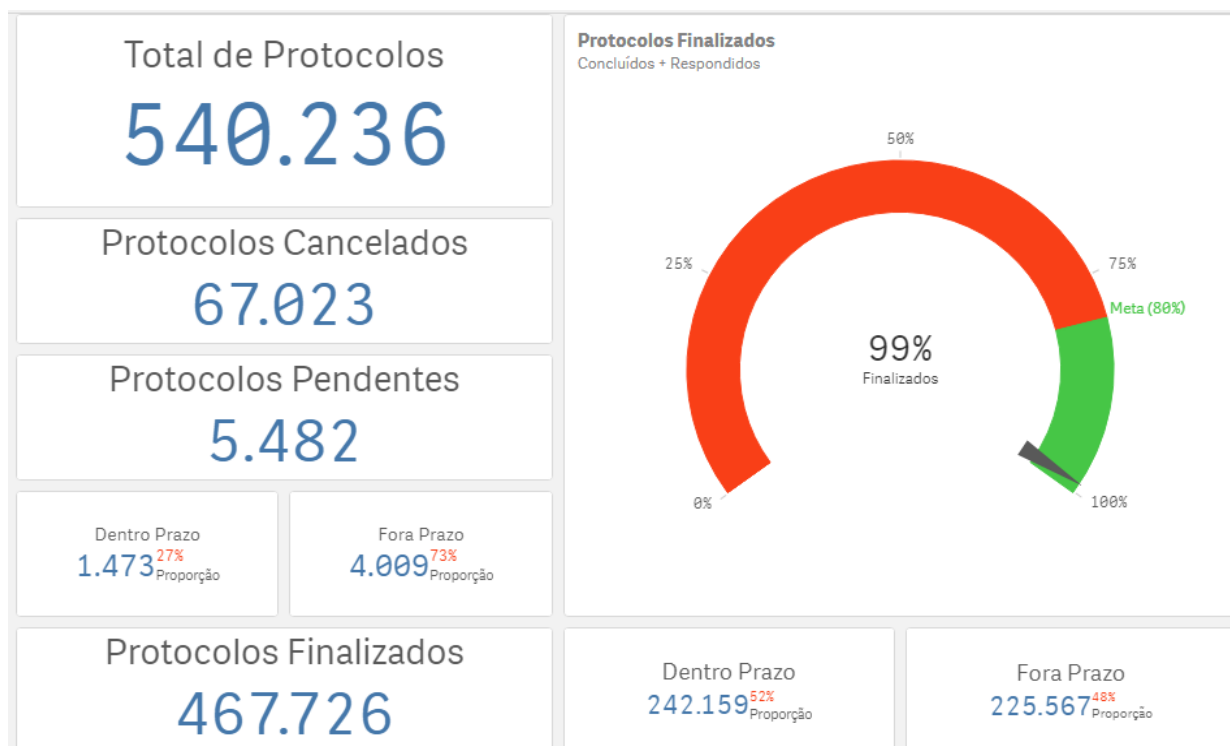 Total de Protocolos
540.236
Protocolos Cancelados
67.023
Protocolos Pendentes
5.482
Dentro Prazo
1.473 27%
Proporção
Fora Prazo
4.009 73%
Proporção
Protocolos Finalizados
467.726
Protocolos Finalizados
Concluídos + Respondidos
50%
25%
75%
Meta (80%)
99%
Finalizados
0%
100%
Dentro Prazo
242.159 52%
Proporção
Fora Prazo
225.567 48%
Proporção